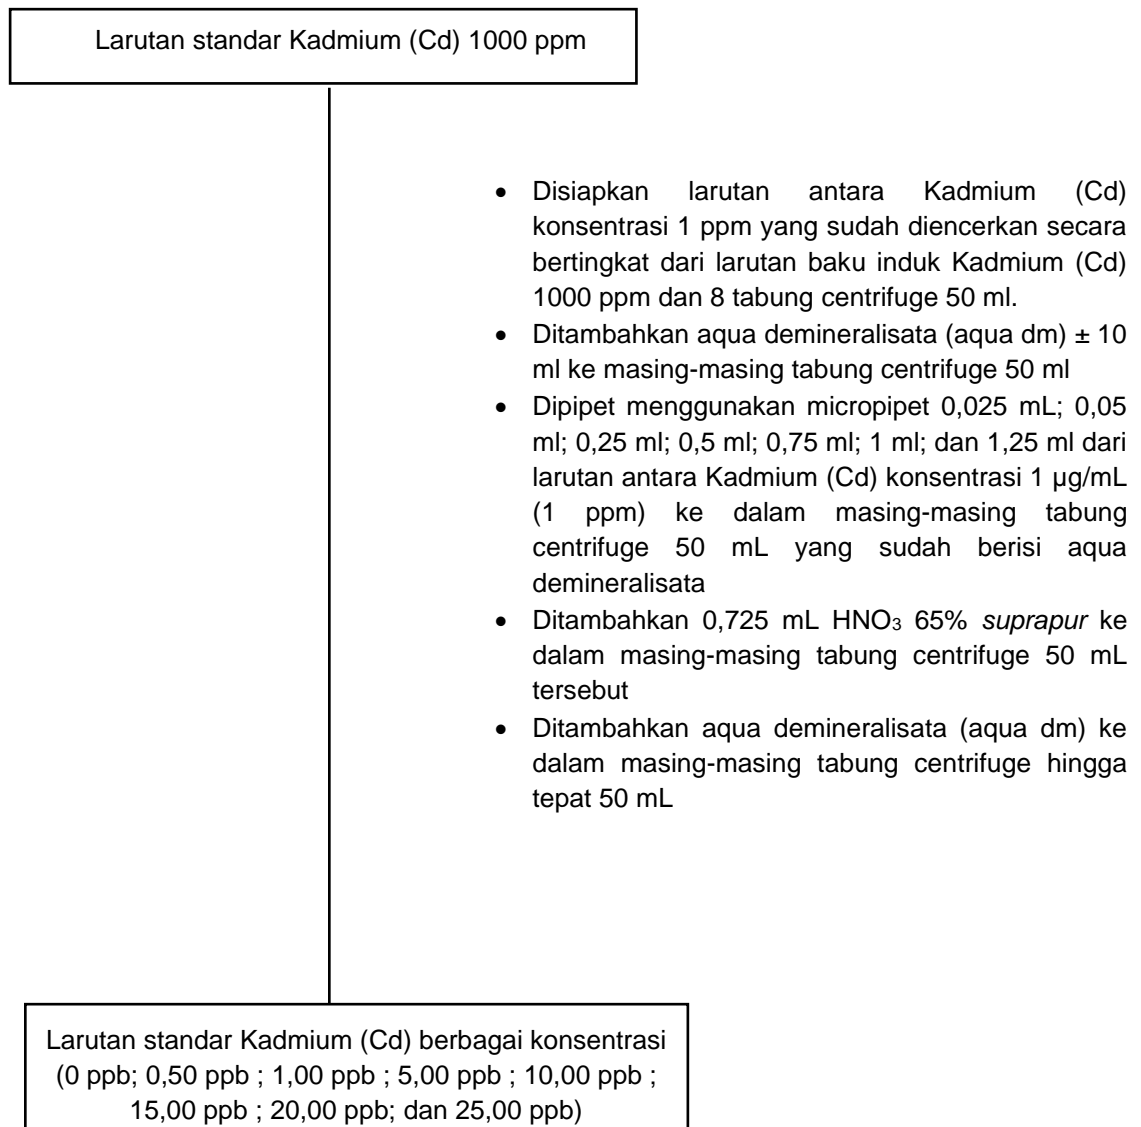 Larutan standar Kadmium (Cd) 1000 ppm
• Disiapkan larutan antara Kadmium (Cd)
konsentrasi 1 ppm yang sudah diencerkan secara
bertingkat dari larutan baku induk Kadmium (Cd)
1000 ppm dan 8 tabung centrifuge 50 ml.
• Ditambahkan aqua demineralisata (aqua dm) ± 10
ml ke masing-masing tabung centrifuge 50 ml
• Dipipet menggunakan micropipet 0,025 mL; 0,05
ml; 0,25 ml; 0,5 ml; 0,75 ml; 1 ml; dan 1,25 ml dari
larutan antara Kadmium (Cd) konsentrasi 1 µg/mL
(1 ppm) ke dalam masing-masing tabung
centrifuge 50 mL yang sudah berisi aqua
demineralisata
• Ditambahkan 0,725 mL HNO₃ 65% suprapur ke
dalam masing-masing tabung centrifuge 50 mL
tersebut
• Ditambahkan aqua demineralisata (aqua dm) ke
dalam masing-masing tabung centrifuge hingga
tepat 50 mL
Larutan standar Kadmium (Cd) berbagai konsentrasi
(0 ppb; 0,50 ppb ; 1,00 ppb ; 5,00 ppb ; 10,00 ppb ;
15,00 ppb ; 20,00 ppb; dan 25,00 ppb)